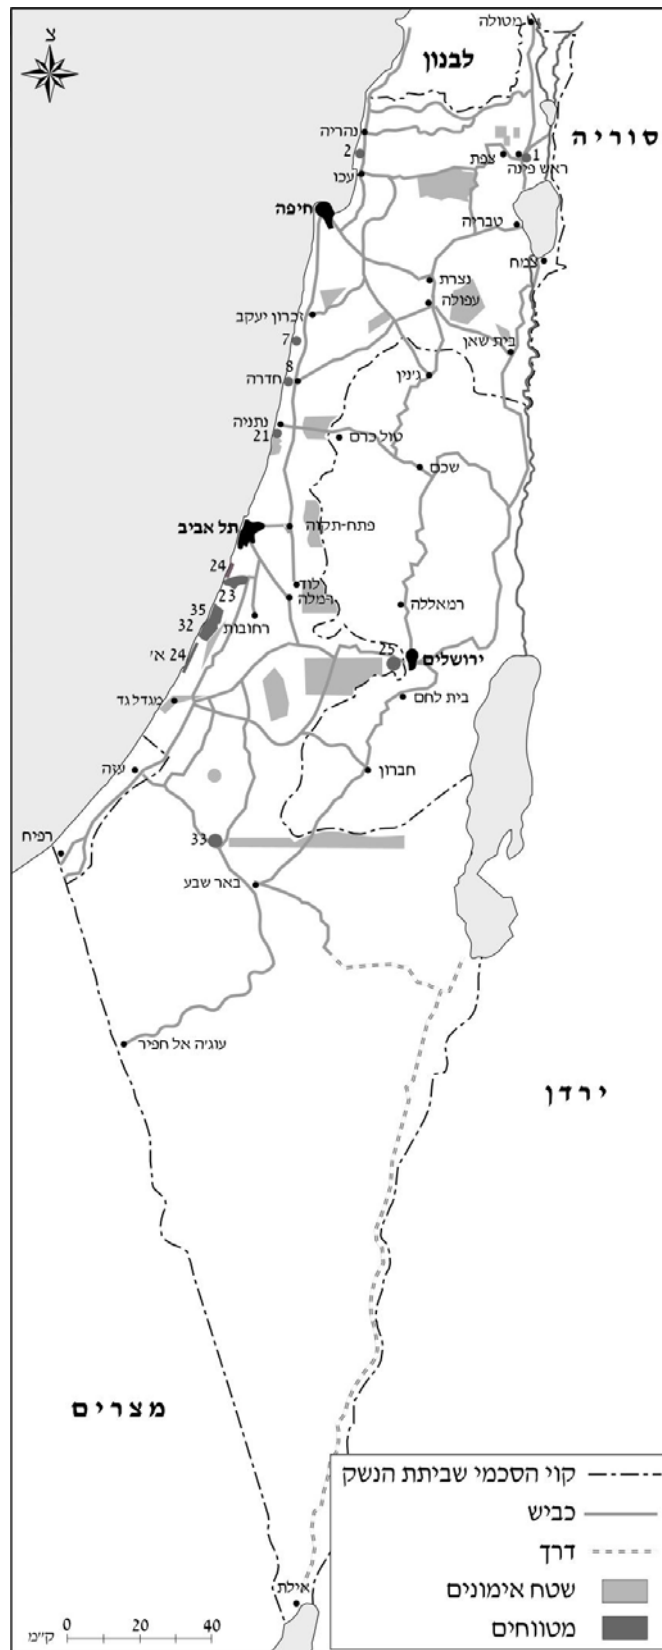 צ
מטולה
לבנון
סוריה
נהריה
2
צפת
1
ראש פינה
עכו
חיפה
טבריה
צמח
נצרת
עפולה
זכרון יעקב
7
בית שאן
8
חדרה
ג'נין
נתניה
21
טול כרם
שכם
תל אביב
פתח-תקוה
24
23
לוד
רמלה
35
32
רחובות
רמאללה
24 א'
25
ירושלים
מגדל גד
בית לחם
עזה
חברון
רפיח
33
באר שבע
עוג'ה אל חפיר
ירדן
מצרים
אילת
קוי הסכמי שביתת הנשק
כביש
דרך
שטח אימונים
מטווחים
0 20 40 ק"מ